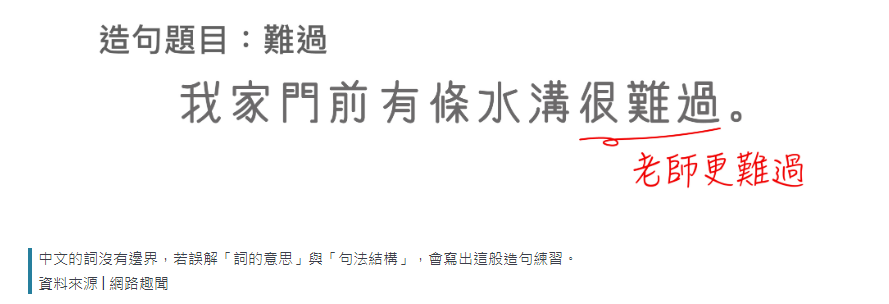 造句題目：難過
我家門前有條水溝很難過。
老師更難過
中文的詞沒有邊界，若誤解「詞的意思」與「句法結構」，會寫出這般造句練習。
資料來源 | 網路趣聞